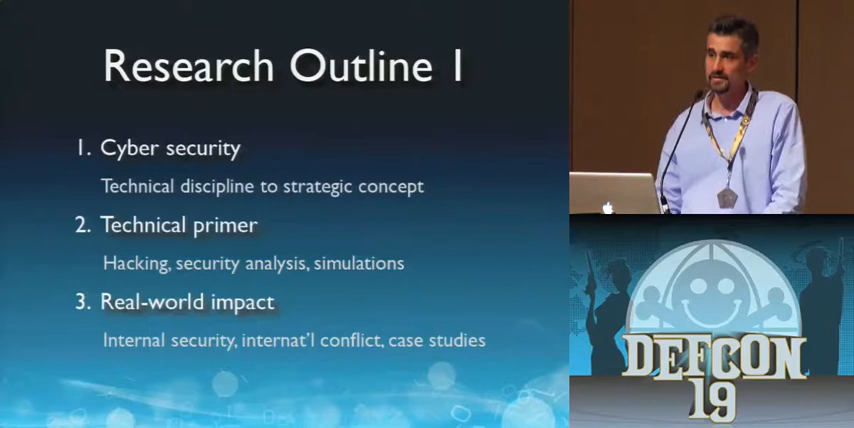 Research Outline 1
1. Cyber security
Technical discipline to strategic concept
2. Technical primer
Hacking, security analysis, simulations
3. Real-world impact
Internal security, internat'l conflict, case studies
DEFCON
19